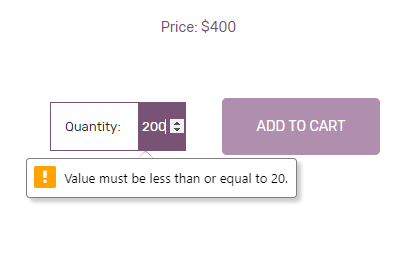 Price: $400
Quantity: 200
ADD TO CART
Value must be less than or equal to 20.